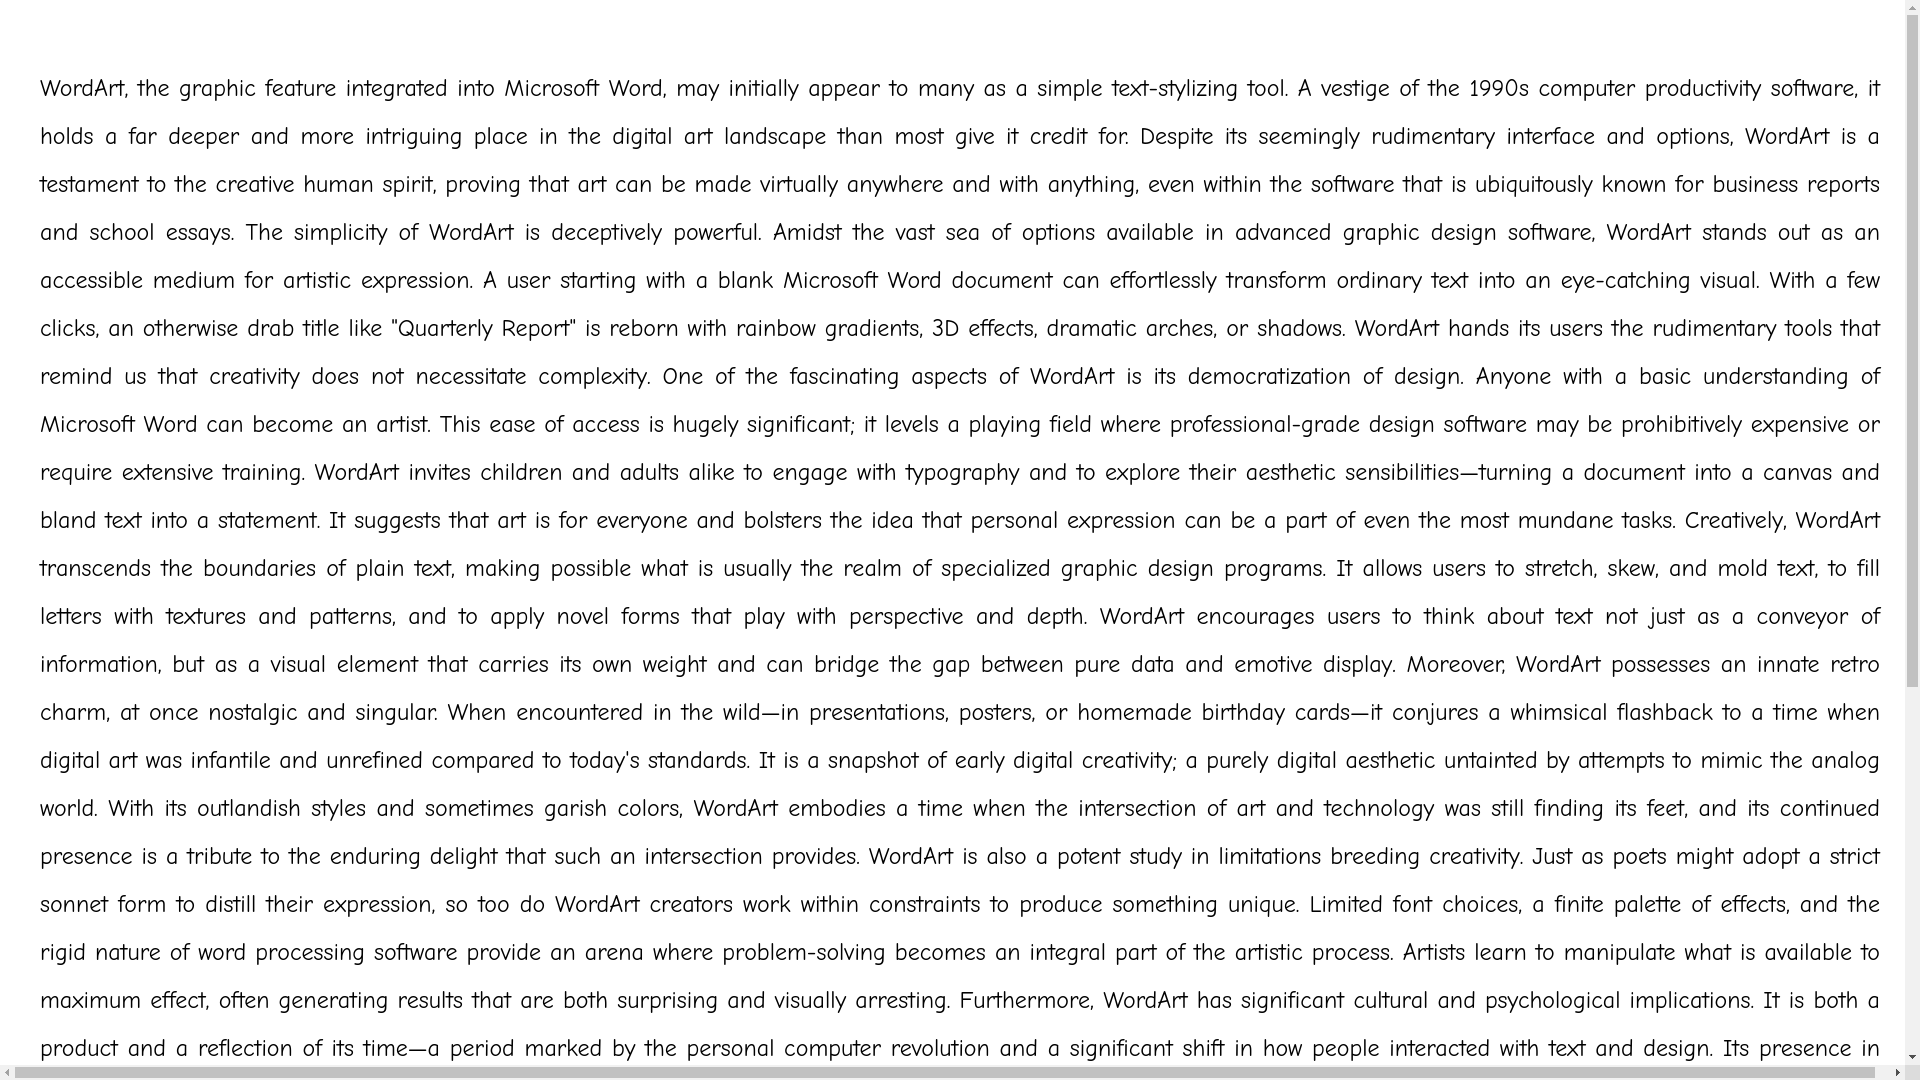 WordArt, the graphic feature integrated into Microsoft Word, may initially appear to many as a simple text-stylizing tool. A vestige of the 1990s computer productivity software, it
holds a far deeper and more intriguing place in the digital art landscape than most give it credit for. Despite its seemingly rudimentary interface and options, WordArt is a
testament to the creative human spirit, proving that art can be made virtually anywhere and with anything, even within the software that is ubiquitously known for business reports
and school essays. The simplicity of WordArt is deceptively powerful. Amidst the vast sea of options available in advanced graphic design software, WordArt stands out as an
accessible medium for artistic expression. A user starting with a blank Microsoft Word document can effortlessly transform ordinary text into an eye-catching visual. With a few
clicks, an otherwise drab title like "Quarterly Report" is reborn with rainbow gradients, 3D effects, dramatic arches, or shadows. WordArt hands its users the rudimentary tools that
remind us that creativity does not necessitate complexity. One of the fascinating aspects of WordArt is its democratization of design. Anyone with a basic understanding of
Microsoft Word can become an artist. This ease of access is hugely significant; it levels a playing field where professional-grade design software may be prohibitively expensive or
require extensive training. WordArt invites children and adults alike to engage with typography and to explore their aesthetic sensibilities—turning a document into a canvas and
bland text into a statement. It suggests that art is for everyone and bolsters the idea that personal expression can be a part of even the most mundane tasks. Creatively, WordArt
transcends the boundaries of plain text, making possible what is usually the realm of specialized graphic design programs. It allows users to stretch, skew, and mold text, to fill
letters with textures and patterns, and to apply novel forms that play with perspective and depth. WordArt encourages users to think about text not just as a conveyor of
information, but as a visual element that carries its own weight and can bridge the gap between pure data and emotive display. Moreover, WordArt possesses an innate retro
charm, at once nostalgic and singular. When encountered in the wild—in presentations, posters, or homemade birthday cards—it conjures a whimsical flashback to a time when
digital art was infantile and unrefined compared to today's standards. It is a snapshot of early digital creativity; a purely digital aesthetic untainted by attempts to mimic the analog
world. With its outlandish styles and sometimes garish colors, WordArt embodies a time when the intersection of art and technology was still finding its feet, and its continued
presence is a tribute to the enduring delight that such an intersection provides. WordArt is also a potent study in limitations breeding creativity. Just as poets might adopt a strict
sonnet form to distill their expression, so too do WordArt creators work within constraints to produce something unique. Limited font choices, a finite palette of effects, and the
rigid nature of word processing software provide an arena where problem-solving becomes an integral part of the artistic process. Artists learn to manipulate what is available to
maximum effect, often generating results that are both surprising and visually arresting. Furthermore, WordArt has significant cultural and psychological implications. It is both a
product and a reflection of its time—a period marked by the personal computer revolution and a significant shift in how people interacted with text and design. Its presence in